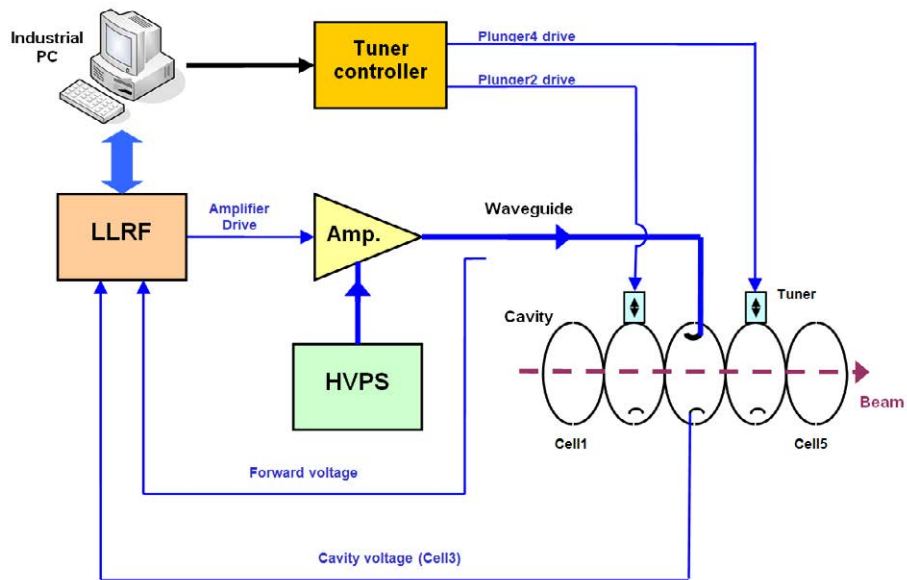 Industrial
PC
Tuner
controller
Plunger4 drive
Plunger2 drive
LLRF
Amplifier
Drive
Amp.
Waveguide
Tuner
Cavity
HVPS
Beam
Cell1
Cell5
Forward voltage
Cavity voltage (Cell3)